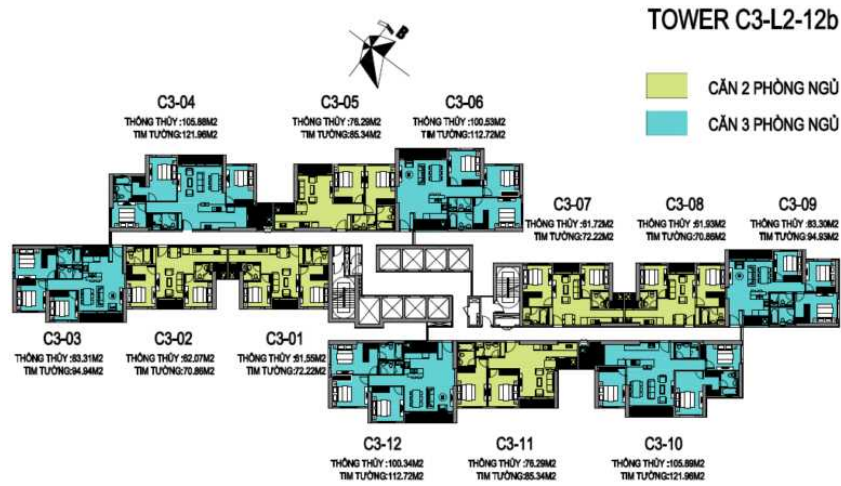 TOWER C3-L2-12b
B
CĂN 2 PHÒNG NGỦ
CĂN 3 PHÒNG NGỦ
C3-04
THÔNG THỦY :105.88M2
TIM TƯỜNG:121.96M2
C3-05
THÔNG THỦY :76.29M2
TIM TƯỜNG:85.34M2
C3-06
THÔNG THỦY :100.53M2
TIM TƯỜNG:112.72M2
C3-07
THÔNG THỦY :61.72M2
TIM TƯỜNG:72.22M2
C3-08
THÔNG THỦY :61.93M2
TIM TƯỜNG:70.86M2
C3-09
THÔNG THỦY :83.30M2
TIM TƯỜNG:94.93M2
C3-03
THÔNG THỦY :83.31M2
TIM TƯỜNG:94.94M2
C3-02
THÔNG THỦY :62.07M2
TIM TƯỜNG:70.86M2
C3-01
THÔNG THỦY :61.55M2
TIM TƯỜNG:72.22M2
C3-12
THÔNG THỦY :100.34M2
TIM TƯỜNG:112.72M2
C3-11
THÔNG THỦY :76.29M2
TIM TƯỜNG:85.34M2
C3-10
THÔNG THỦY :105.89M2
TIM TƯỜNG:121.96M2